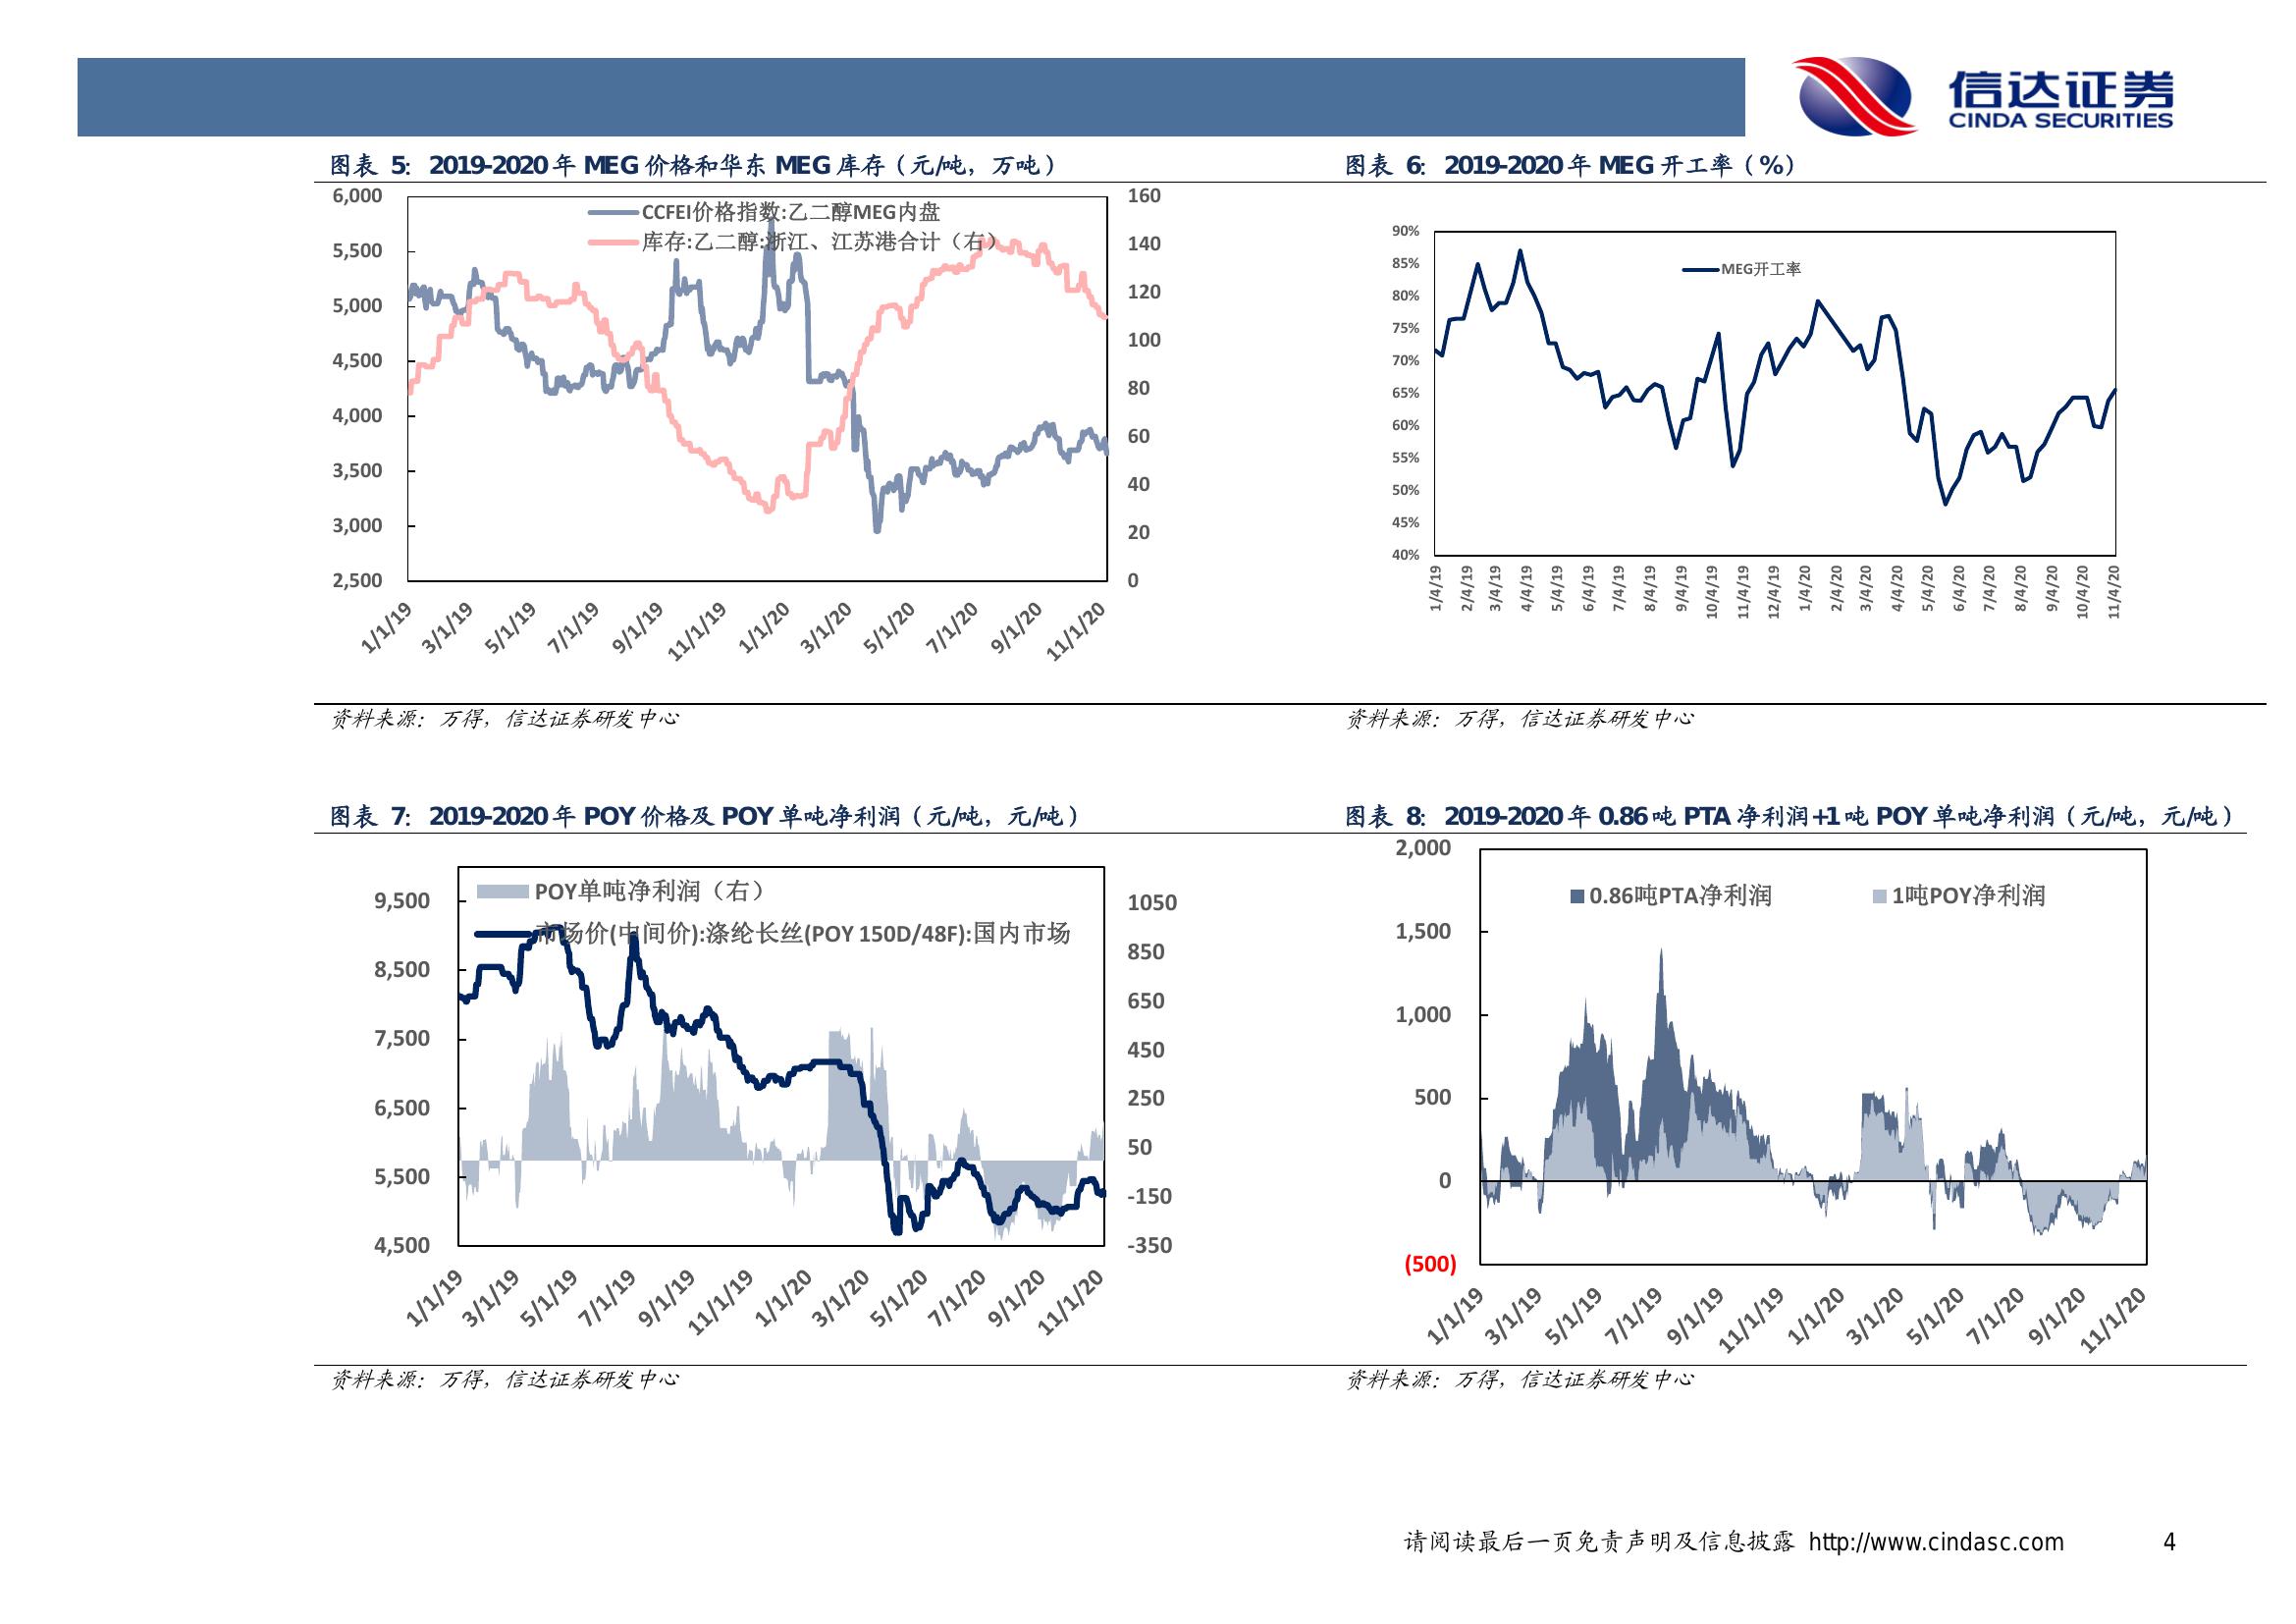 信达证券
CINDA SECURITIES
图表 5: 2019-2020 年 MEG 价格和华东 MEG 库存（元/吨，万吨）
6,000
5,500
5,000
4,500
4,000
3,500
3,000
2,500
CCFEI价格指数:乙二醇MEG内盘
库存:乙二醇:浙江、江苏港合计（右）
160
140
120
100
80
60
40
20
0
1/1/19 3/1/19 5/1/19 7/1/19 9/1/19 11/1/19 1/1/20 3/1/20 5/1/20 7/1/20 9/1/20 11/1/20
资料来源：万得，信达证券研发中心
图表 6: 2019-2020 年 MEG 开工率（%）
90%
85%
80%
75%
70%
65%
60%
55%
50%
45%
40%
MEG开工率
1/4/19 2/4/19 3/4/19 4/4/19 5/4/19 6/4/19 7/4/19 8/4/19 9/4/19 10/4/19 11/4/19 12/4/19 1/4/20 2/4/20 3/4/20 4/4/20 5/4/20 6/4/20 7/4/20 8/4/20 9/4/20 10/4/20 11/4/20
资料来源：万得，信达证券研发中心
图表 7: 2019-2020 年 POY 价格及 POY 单吨净利润（元/吨，元/吨）
9,500
8,500
7,500
6,500
5,500
4,500
POY单吨净利润（右）
市场价(中间价):涤纶长丝(POY 150D/48F):国内市场
1050
850
650
450
250
50
-150
-350
1/1/19 3/1/19 5/1/19 7/1/19 9/1/19 11/1/19 1/1/20 3/1/20 5/1/20 7/1/20 9/1/20 11/1/20
资料来源：万得，信达证券研发中心
图表 8: 2019-2020 年 0.86 吨 PTA 净利润+1 吨 POY 单吨净利润（元/吨，元/吨）
2,000
1,500
1,000
500
0
(500)
0.86吨PTA净利润
1吨POY净利润
1/1/19 3/1/19 5/1/19 7/1/19 9/1/19 11/1/19 1/1/20 3/1/20 5/1/20 7/1/20 9/1/20 11/1/20
资料来源：万得，信达证券研发中心
请阅读最后一页免责声明及信息披露 http://www.cindasc.com 4